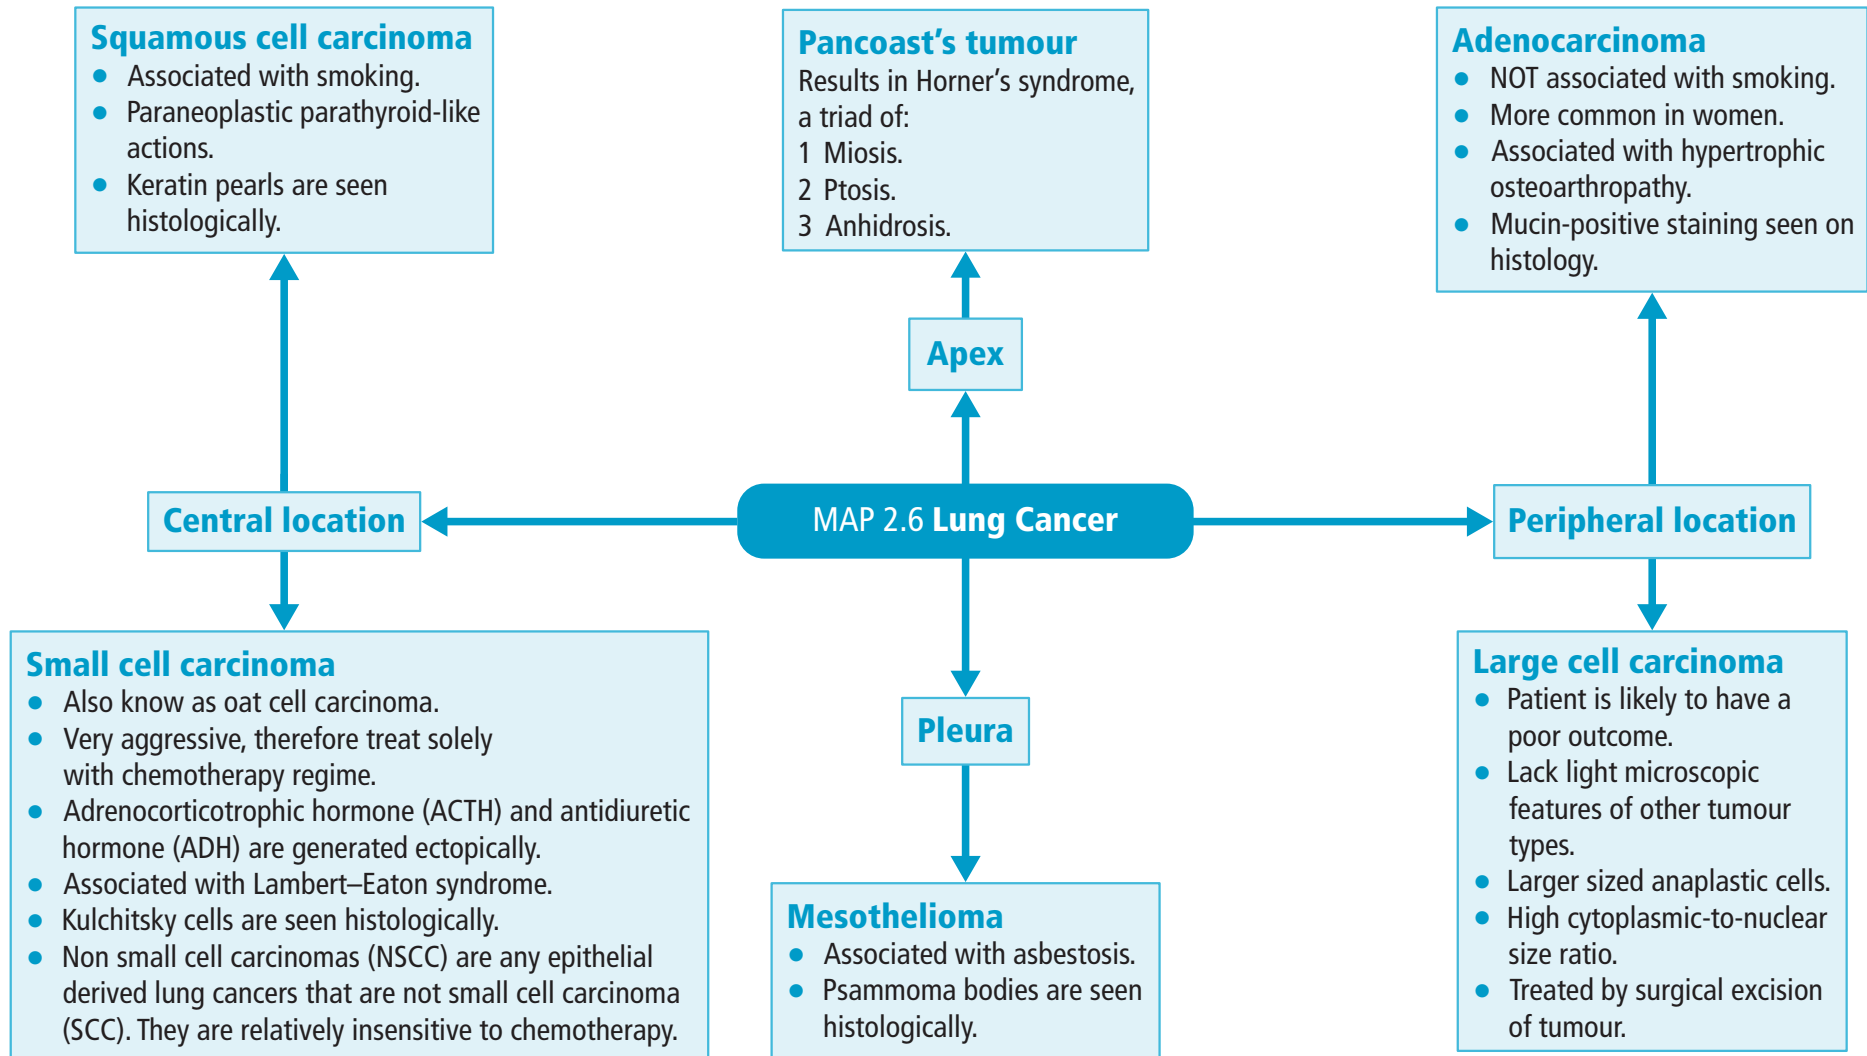 Squamous cell carcinoma
● Associated with smoking.
● Paraneoplastic parathyroid-like
actions.
● Keratin pearls are seen
histologically.
Pancoast’s tumour
Results in Horner’s syndrome,
a triad of:
1 Miosis.
2 Ptosis.
3 Anhidrosis.
Adenocarcinoma
● NOT associated with smoking.
● More common in women.
● Associated with hypertrophic
osteoarthropathy.
● Mucin-positive staining seen on
histology.
Apex
Central location
MAP 2.6 Lung Cancer
Peripheral location
Small cell carcinoma
● Also know as oat cell carcinoma.
● Very aggressive, therefore treat solely
with chemotherapy regime.
● Adrenocorticotrophic hormone (ACTH) and antidiuretic
hormone (ADH) are generated ectopically.
● Associated with Lambert–Eaton syndrome.
● Kulchitsky cells are seen histologically.
● Non small cell carcinomas (NSCC) are any epithelial
derived lung cancers that are not small cell carcinoma
(SCC). They are relatively insensitive to chemotherapy.
Pleura
Mesothelioma
● Associated with asbestosis.
● Psammoma bodies are seen
histologically.
Large cell carcinoma
● Patient is likely to have a
poor outcome.
● Lack light microscopic
features of other tumour
types.
● Larger sized anaplastic cells.
● High cytoplasmic-to-nuclear
size ratio.
● Treated by surgical excision
of tumour.